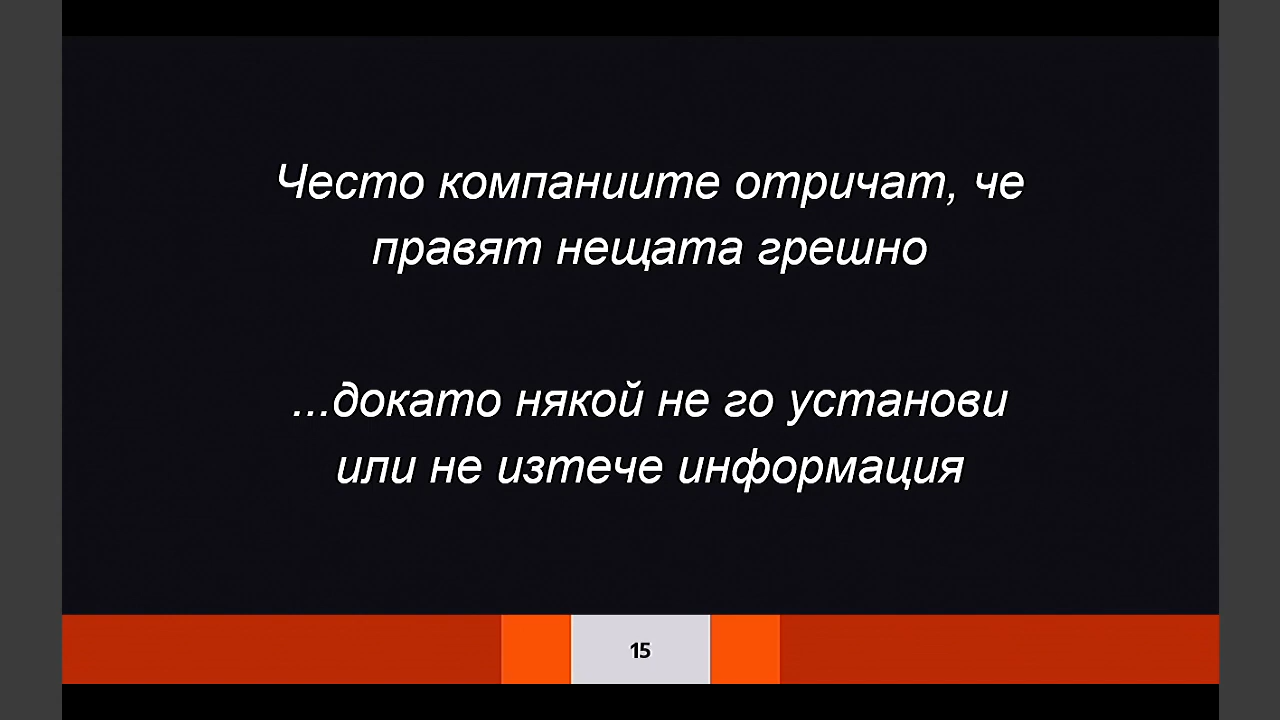 Често компаниите отричат, че
правят нещата грешно
...докато някой не го установи
или не изтече информация
15